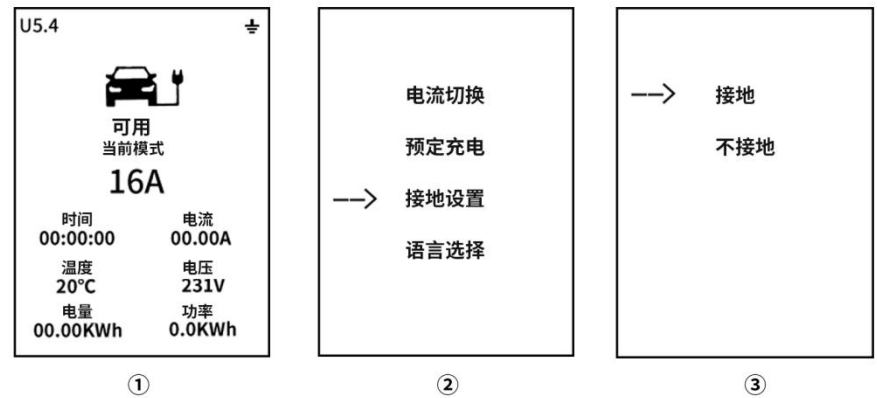 U5.4
可用
当前模式
16A
时间 电流
00:00:00 00.00A
温度 电压
20℃ 231V
电量 功率
00.00KWh 0.0KWh
①
电流切换
预定充电
——> 接地设置
语言选择
②
——> 接地
不接地
③